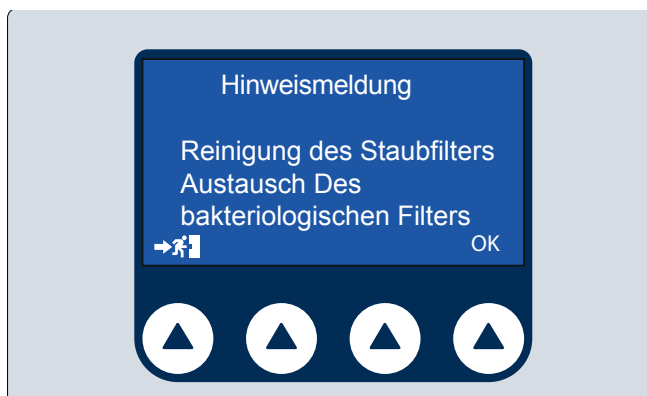 Hinweismeldung
Reinigung des Staubfilters
Austausch Des
bakteriologischen Filters
OK